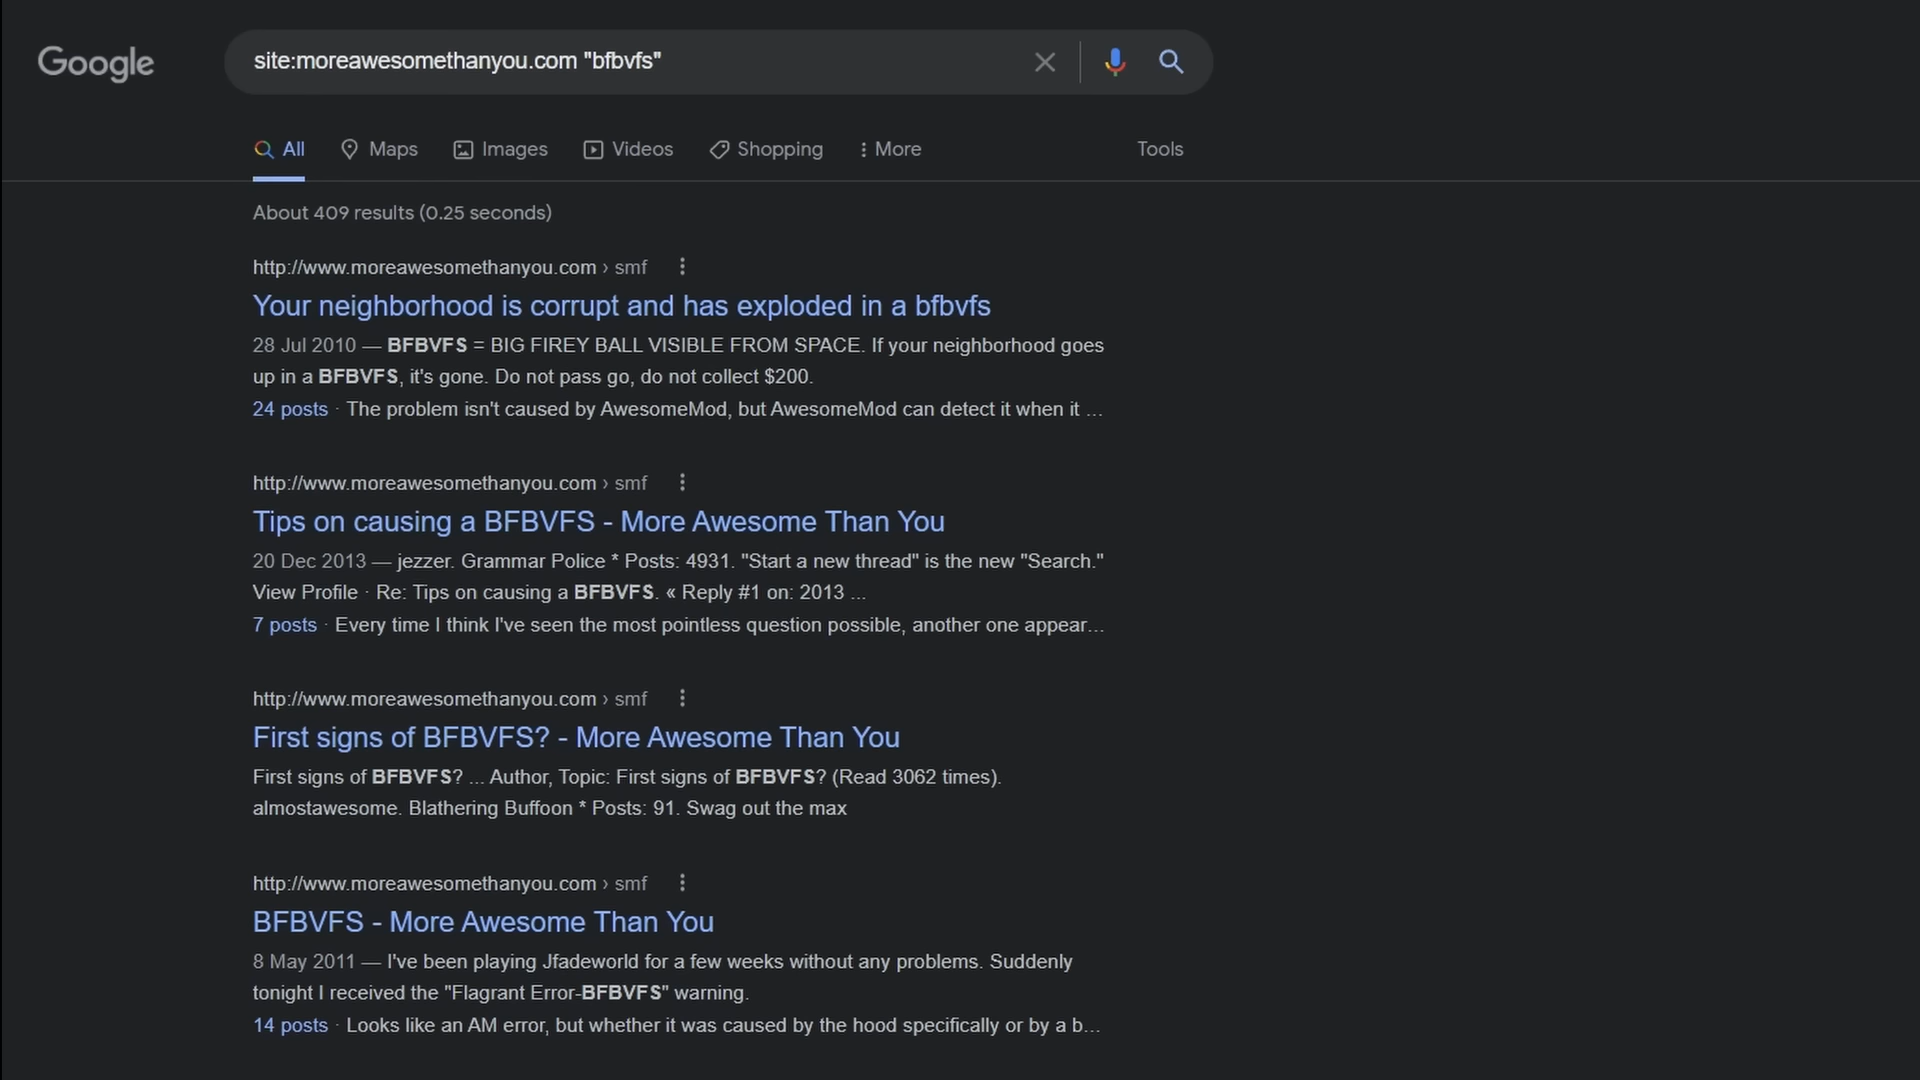 Google
site:moreawesomethanyou.com "bfbvfs"
All Maps Images Videos Shopping More Tools
About 409 results (0.25 seconds)
http://www.moreawesomethanyou.com › smf
Your neighborhood is corrupt and has exploded in a bfbvfs
28 Jul 2010 — BFBVFS = BIG FIREY BALL VISIBLE FROM SPACE. If your neighborhood goes
up in a BFBVFS, it's gone. Do not pass go, do not collect $200.
24 posts · The problem isn't caused by AwesomeMod, but AwesomeMod can detect it when it ...
http://www.moreawesomethanyou.com › smf
Tips on causing a BFBVFS - More Awesome Than You
20 Dec 2013 — jezzer. Grammar Police * Posts: 4931. "Start a new thread" is the new "Search."
View Profile · Re: Tips on causing a BFBVFS. « Reply #1 on: 2013 ...
7 posts · Every time I think I've seen the most pointless question possible, another one appear...
http://www.moreawesomethanyou.com › smf
First signs of BFBVFS? - More Awesome Than You
First signs of BFBVFS? ... Author, Topic: First signs of BFBVFS? (Read 3062 times).
almostawesome. Blathering Buffoon * Posts: 91. Swag out the max
http://www.moreawesomethanyou.com › smf
BFBVFS - More Awesome Than You
8 May 2011 — I've been playing Jfadeworld for a few weeks without any problems. Suddenly
tonight I received the "Flagrant Error-BFBVFS" warning.
14 posts · Looks like an AM error, but whether it was caused by the hood specifically or by a b...